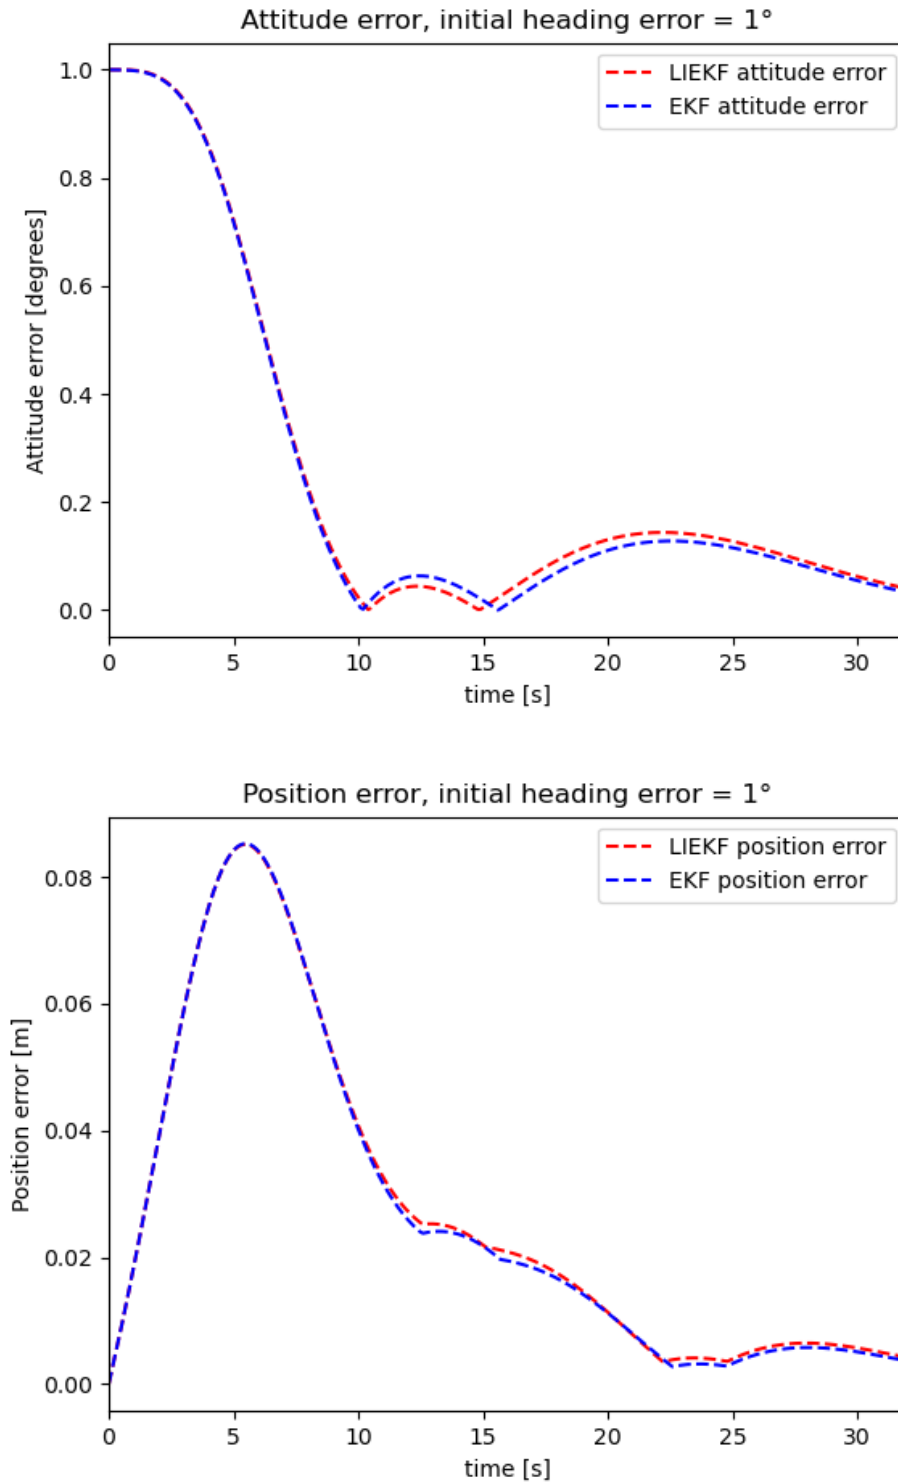 Attitude error, initial heading error = 1°
LIEKF attitude error
EKF attitude error
Attitude error [degrees]
1.0
0.8
0.6
0.4
0.2
0.0
0 5 10 15 20 25 30
time [s]
Position error, initial heading error = 1°
LIEKF position error
EKF position error
Position error [m]
0.08
0.06
0.04
0.02
0.00
0 5 10 15 20 25 30
time [s]